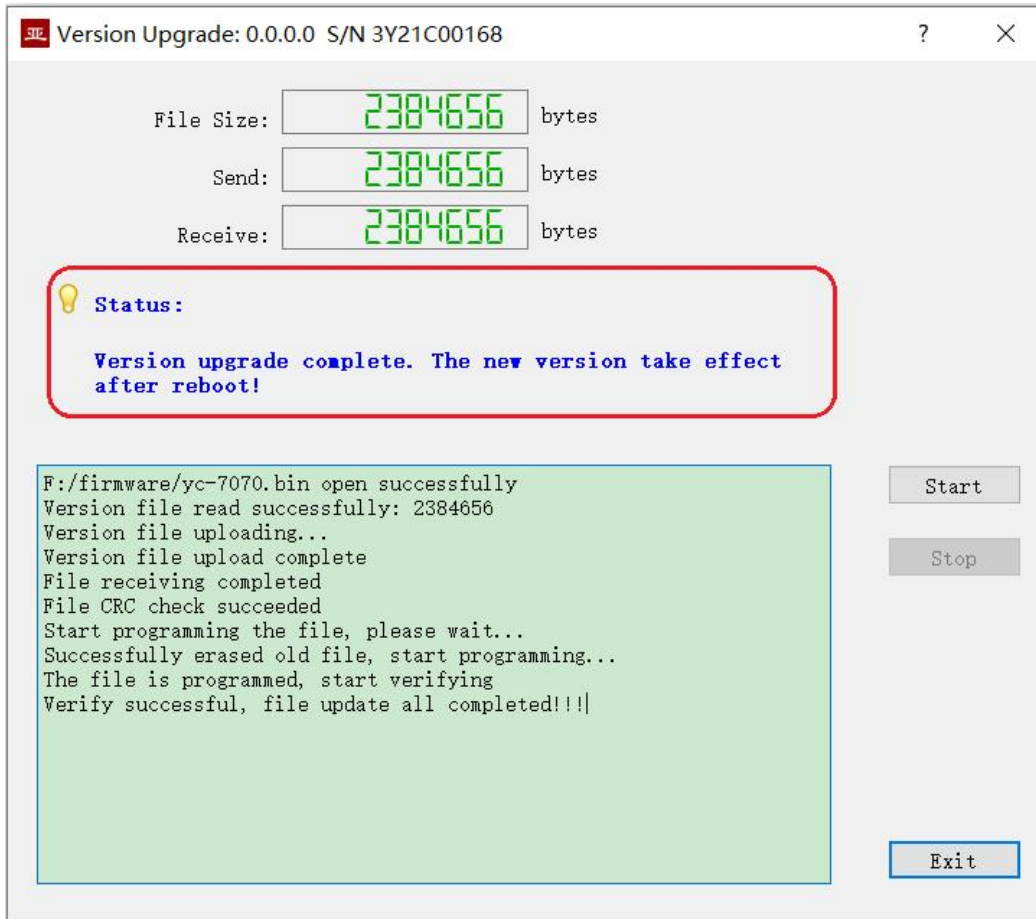 亚 Version Upgrade: 0.0.0.0 S/N 3Y21C00168 ? ×
File Size: 2384656 bytes
Send: 2384656 bytes
Receive: 2384656 bytes
Status:
Version upgrade complete. The new version take effect
after reboot!
F:/firmware/yc-7070.bin open successfully
Version file read successfully: 2384656
Version file uploading...
Version file upload complete
File receiving completed
File CRC check succeeded
Start programming the file, please wait...
Successfully erased old file, start programming...
The file is programmed, start verifying
Verify successful, file update all completed!!!
Start
Stop
Exit